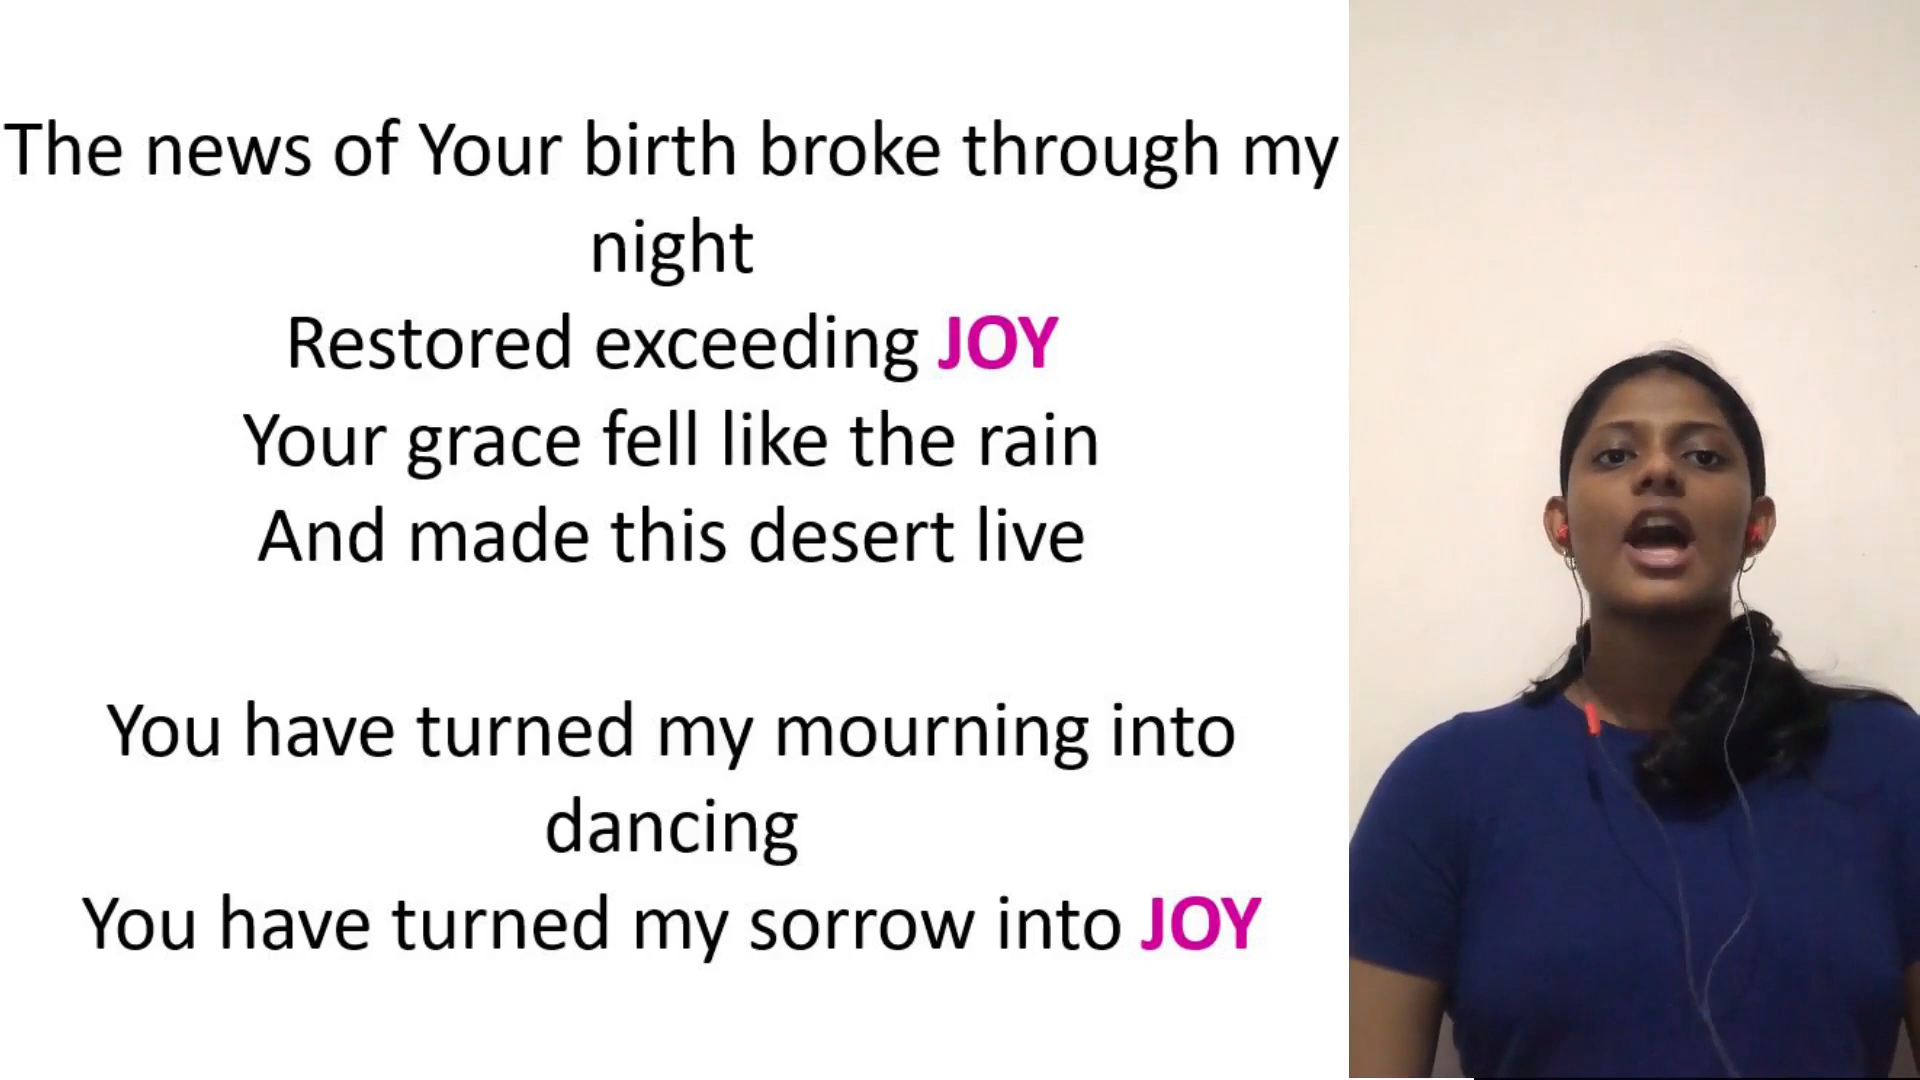 The news of Your birth broke through my
night
Restored exceeding JOY
Your grace fell like the rain
And made this desert live
You have turned my mourning into
dancing
You have turned my sorrow into JOY